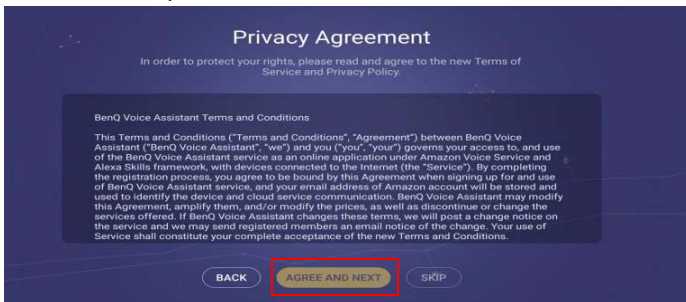 Privacy Agreement
In order to protect your rights, please read and agree to the new Terms of
Service and Privacy Policy.
BenQ Voice Assistant Terms and Conditions
This Terms and Conditions ("Terms and Conditions", "Agreement") between BenQ Voice
Assistant ("BenQ Voice Assistant", "we") and you ("you", "your") governs your access to, and use
of the BenQ Voice Assistant service as an online application under Amazon Voice Service and
Alexa Skills framework, with devices connected to the Internet (the "Service"). By completing
the registration process, you agree to be bound by this Agreement when signing up for and use
of BenQ Voice Assistant service, and your email address of Amazon account will be stored and
used to identify the device and cloud service communication. BenQ Voice Assistant may modify
this Agreement, amplify them, and/or modify the prices, as well as discontinue or change the
services offered. If BenQ Voice Assistant changes these terms, we will post a change notice on
the service and we may send registered members an email notice of the change. Your use of
Service shall constitute your complete acceptance of the new Terms and Conditions.
BACK AGREE AND NEXT SKIP